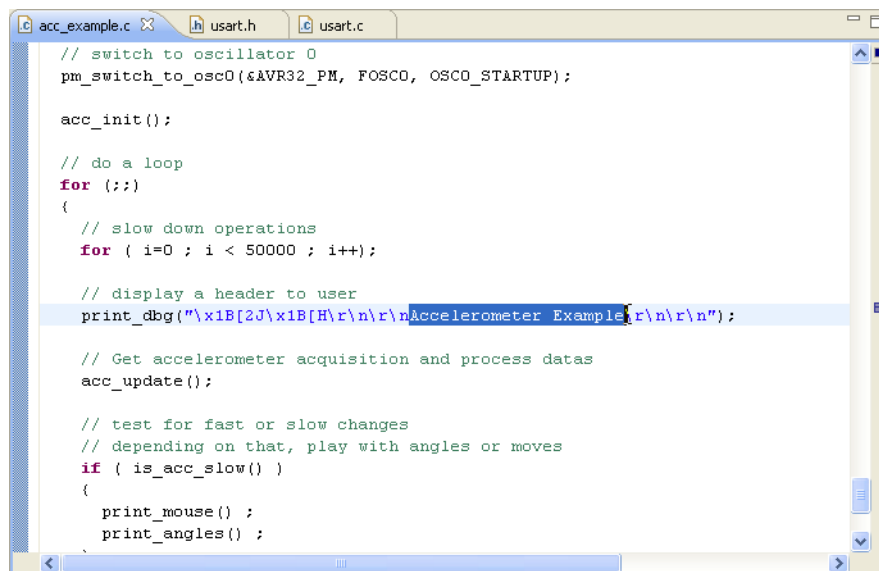 acc_example.c usart.h usart.c
// switch to oscillator 0
pm_switch_to_osc0(&AVR32_PM, FOSC0, OSC0_STARTUP);
acc_init();
// do a loop
for (;;)
{
// slow down operations
for ( i=0 ; i < 50000 ; i++);
// display a header to user
print_dbg("\x1B[2J\x1B[H\r\n\r\nAccelerometer Example\r\n\r\n");
// Get accelerometer acquisition and process datas
acc_update();
// test for fast or slow changes
// depending on that, play with angles or moves
if ( is_acc_slow() )
{
print_mouse() ;
print_angles() ;